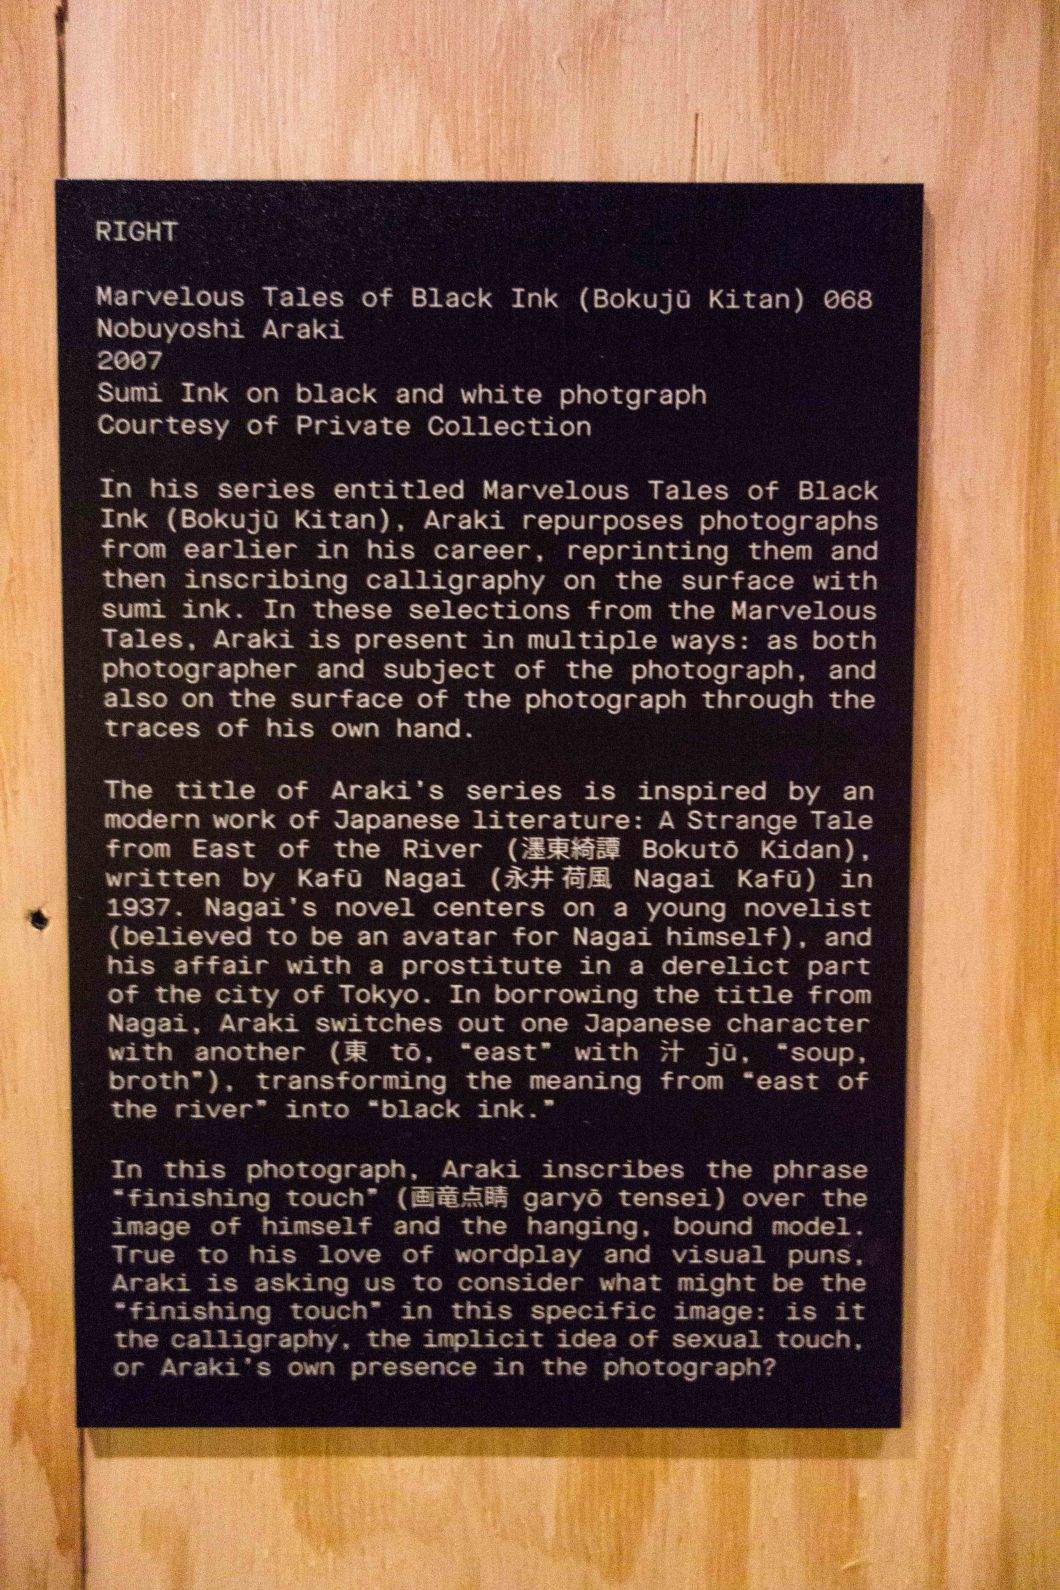 RIGHT
Marvelous Tales of Black Ink (Bokujū Kitan) 068
Nobuyoshi Araki
2007
Sumi Ink on black and white photgraph
Courtesy of Private Collection
In his series entitled Marvelous Tales of Black
Ink (Bokujū Kitan), Araki repurposes photographs
from earlier in his career, reprinting them and
then inscribing calligraphy on the surface with
sumi ink. In these selections from the Marvelous
Tales, Araki is present in multiple ways: as both
photographer and subject of the photograph, and
also on the surface of the photograph through the
traces of his own hand.
The title of Araki's series is inspired by an
modern work of Japanese literature: A Strange Tale
from East of the River (濹東綺譚 Bokutō Kidan),
written by Kafū Nagai (永井 荷風 Nagai Kafū) in
1937. Nagai's novel centers on a young novelist
(believed to be an avatar for Nagai himself), and
his affair with a prostitute in a derelict part
of the city of Tokyo. In borrowing the title from
Nagai, Araki switches out one Japanese character
with another (東 tō, "east" with 汁 jū, "soup,
broth"), transforming the meaning from "east of
the river" into "black ink."
In this photograph, Araki inscribes the phrase
"finishing touch" (画竜点睛 garyō tensei) over the
image of himself and the hanging, bound model.
True to his love of wordplay and visual puns,
Araki is asking us to consider what might be the
"finishing touch" in this specific image: is it
the calligraphy, the implicit idea of sexual touch,
or Araki's own presence in the photograph?